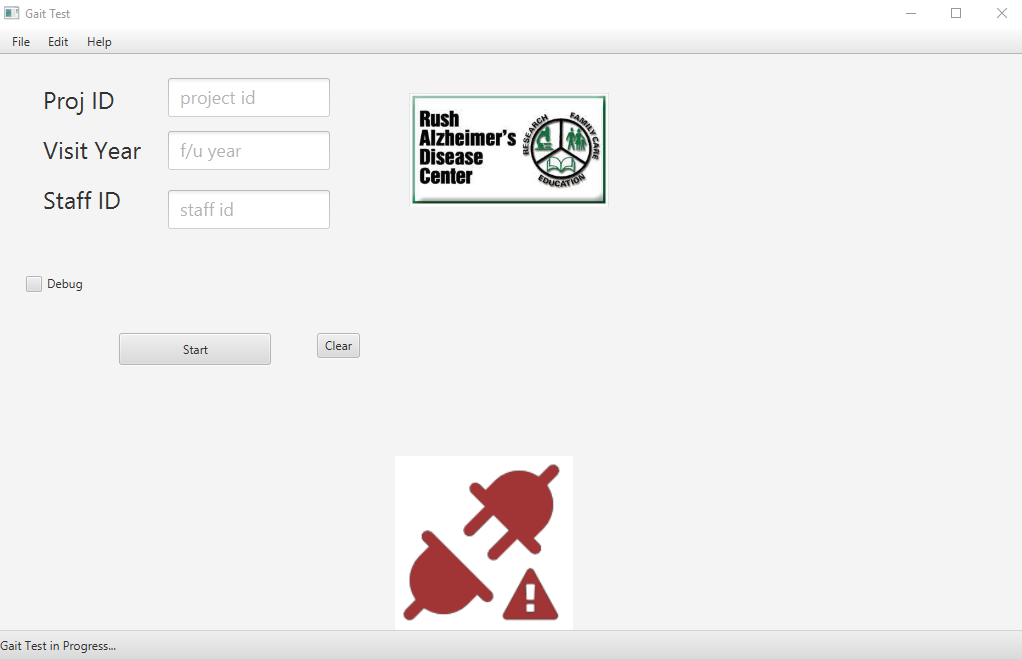 Gait Test
File Edit Help
Proj ID
project id
Visit Year
f/u year
Staff ID
staff id
Rush
Alzheimer's
Disease
Center
RESEARCH
FAMILY CARE
EDUCATION
Debug
Start
Clear
Gait Test in Progress...